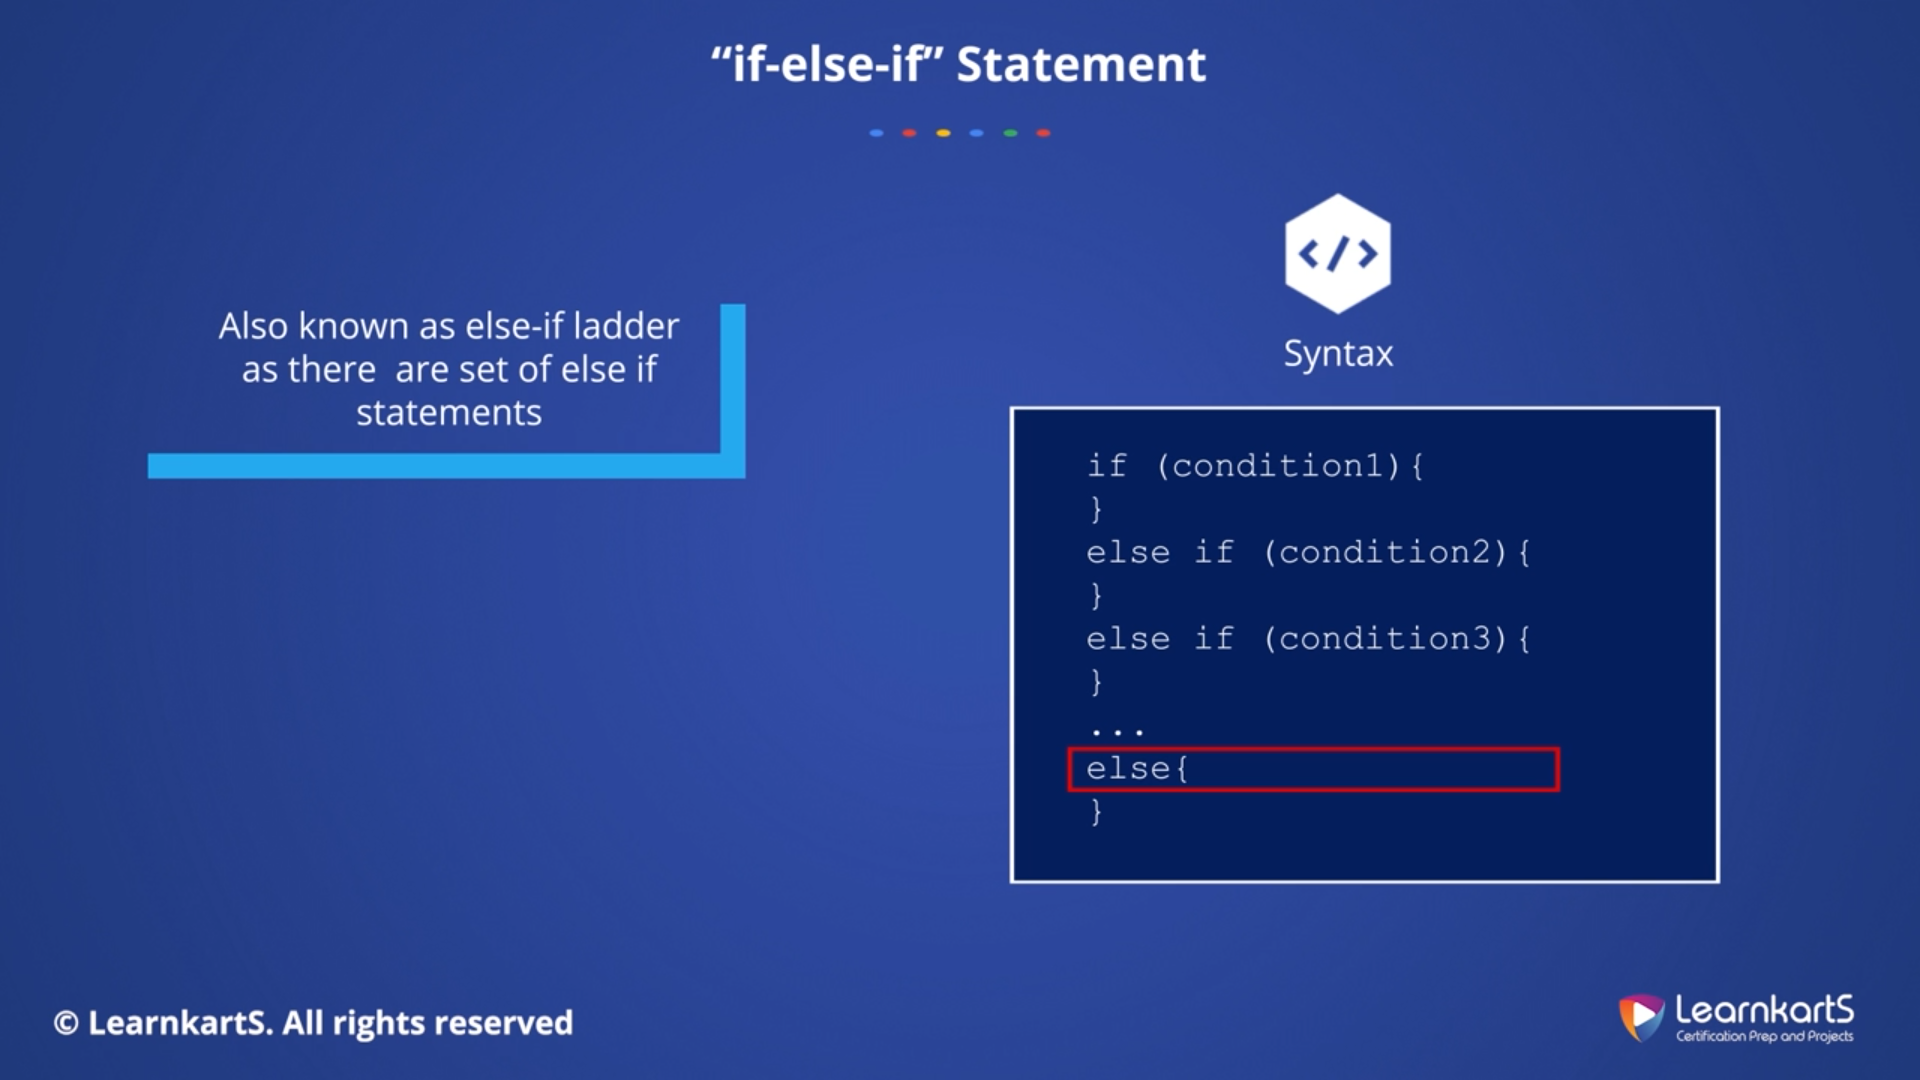 “if-else-if” Statement
Also known as else-if ladder
as there  are set of else if
statements
</>
Syntax
if (condition1){
}
else if (condition2){
}
else if (condition3){
}
...
else{
}
© LearnkartS. All rights reserved
LearnkartS
Certification Prep and Projects